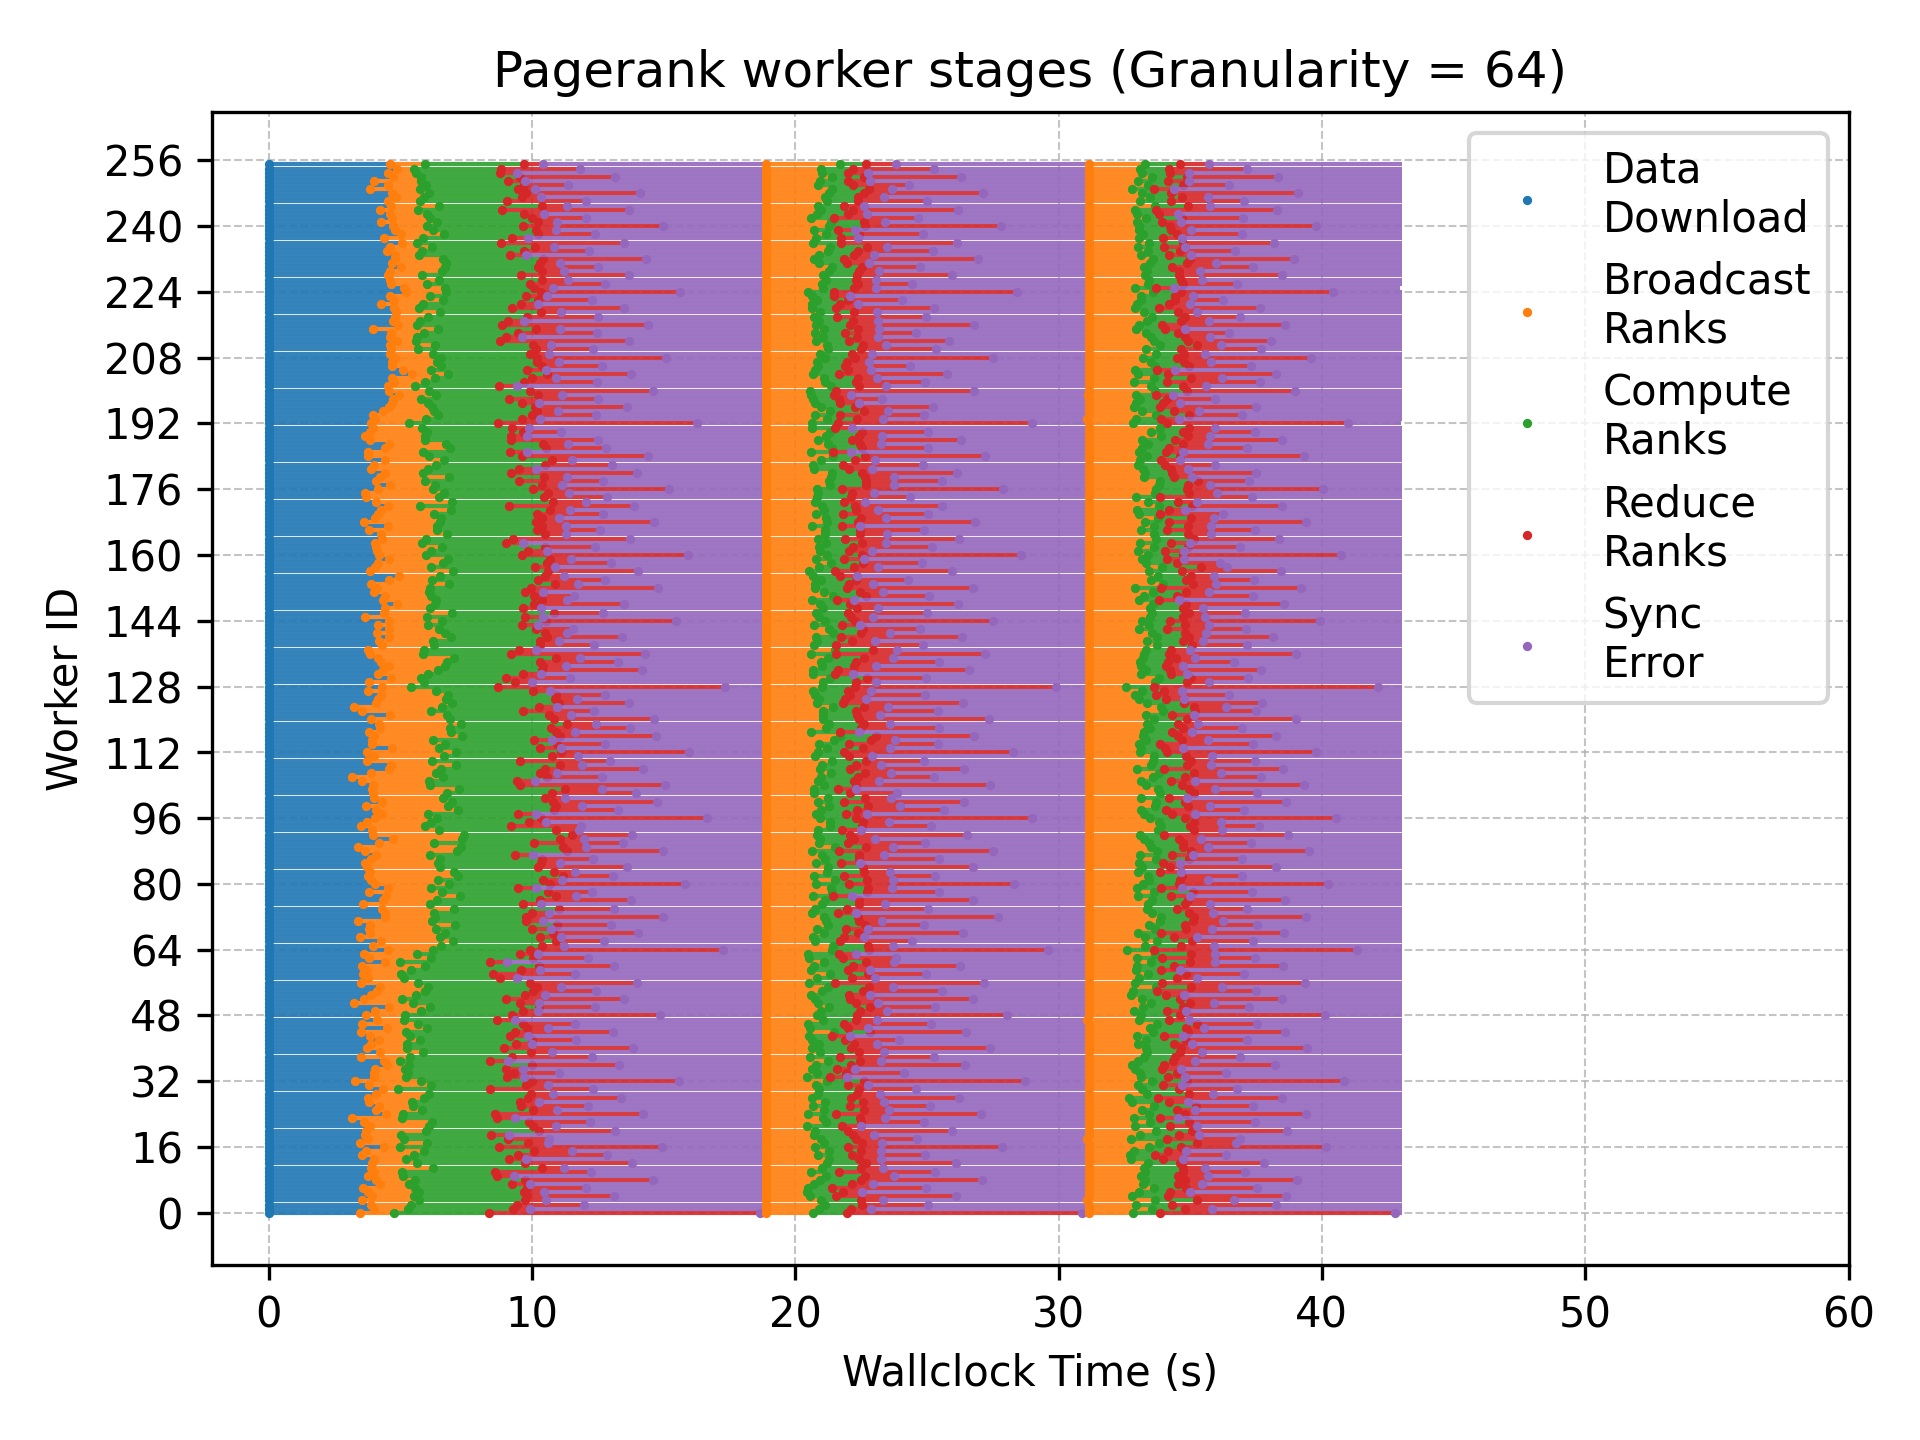 Pagerank worker stages (Granularity = 64)
Worker ID
256
240
224
208
192
176
160
144
128
112
96
80
64
48
32
16
0
0 10 20 30 40 50 60
Wallclock Time (s)
Data
Download
Broadcast
Ranks
Compute
Ranks
Reduce
Ranks
Sync
Error